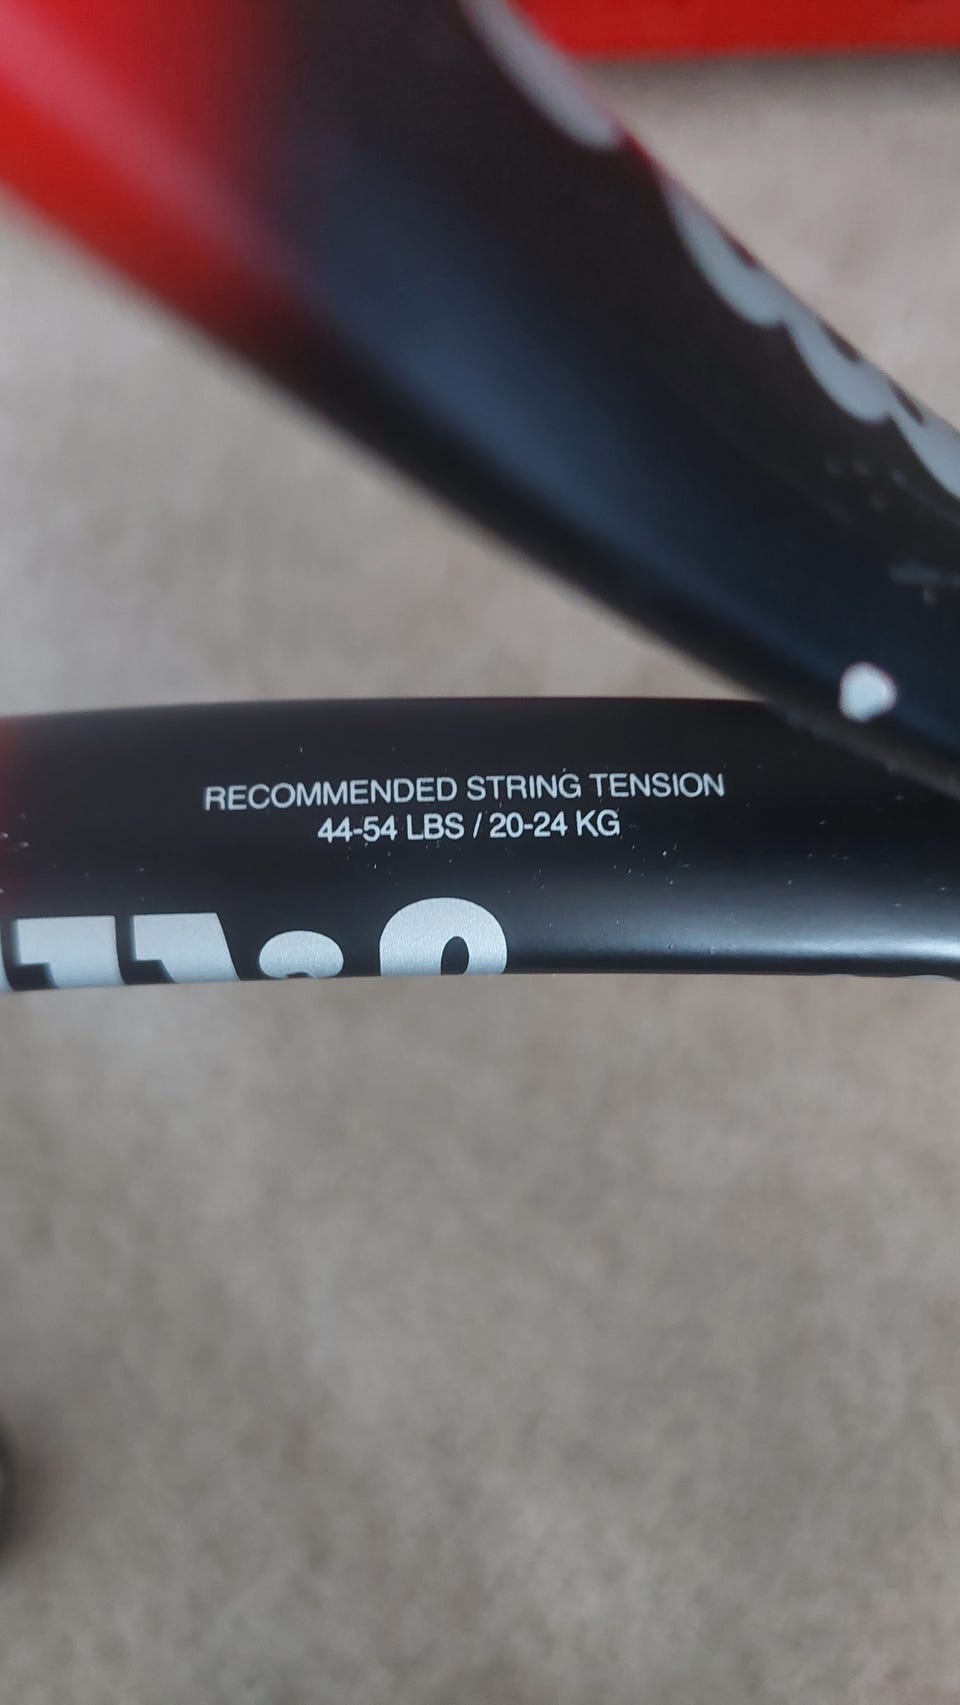 RECOMMENDED STRING TENSION
44-54 LBS / 20-24 KG